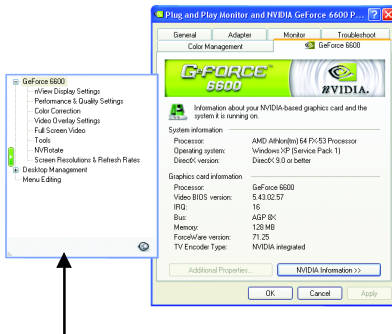 Plug and Play Monitor and NVIDIA GeForce 6600 P...
General Adapter Monitor Troubleshoot
Color Management GeForce 6600
GeFORCE
6600
NVIDIA.
Information about your NVIDIA-based graphics card and the
system it is running on.
System information
Processor: AMD Athlon(tm) 64 FX-53 Processor
Operating system: Windows XP (Service Pack 1)
DirectX version: DirectX 9.0 or better
Graphics card information
Processor: GeForce 6600
Video BIOS version: 5.43.02.57
IRQ: 16
Bus: AGP 8X
Memory: 128 MB
ForceWare version: 71.25
TV Encoder Type: NVIDIA integrated
Additional Properties... NVIDIA Information >>
OK Cancel Apply
GeForce 6600
nView Display Settings
Performance & Quality Settings
Color Correction
Video Overlay Settings
Full Screen Video
Tools
NVRotate
Screen Resolutions & Refresh Rates
Desktop Management
Menu Editing